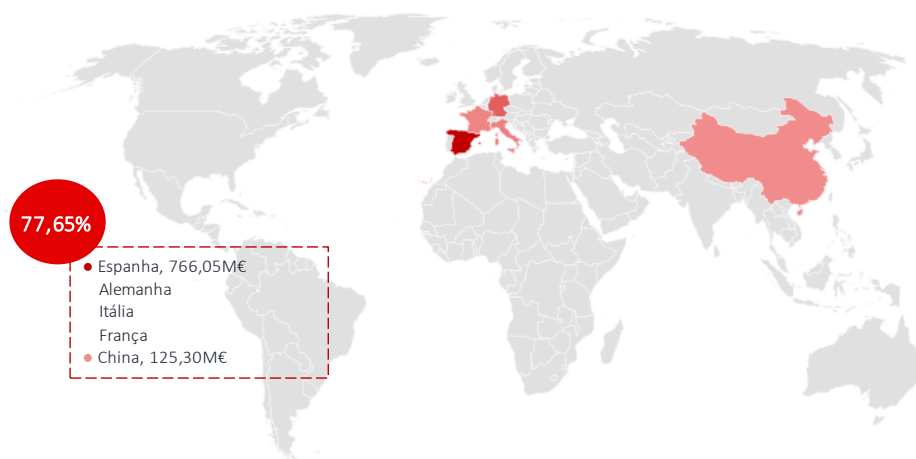 77,65%
Espanha, 766,05M€
Alemanha
Itália
França
China, 125,30M€